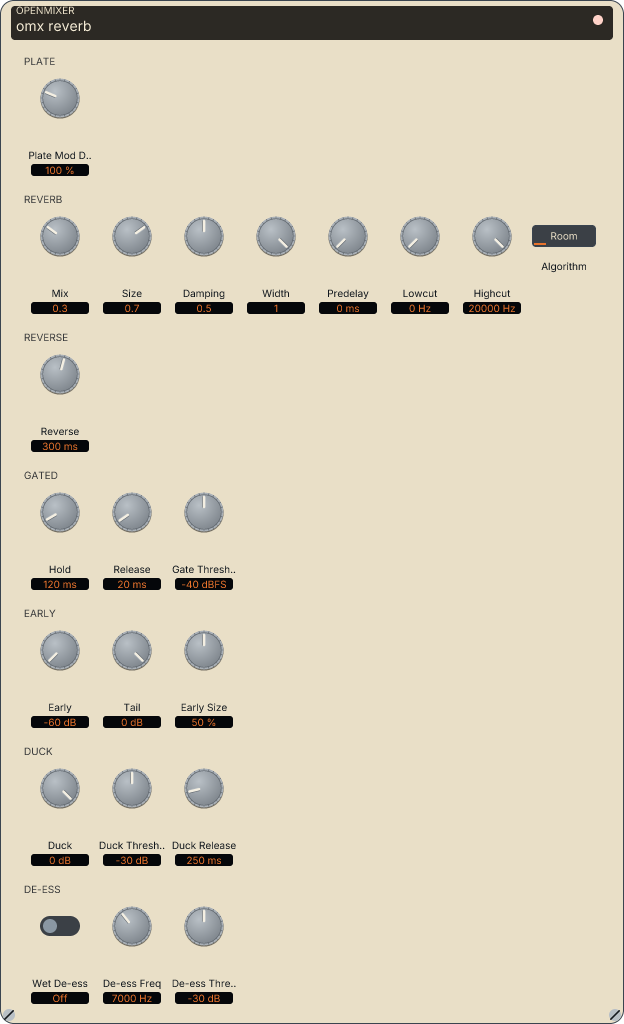 OPENMIXER
omx reverb
PLATE
Plate Mod D..
100 %
REVERB
Room
Algorithm
Mix Size Damping Width Predelay Lowcut Highcut
0.3 0.7 0.5 1 0 ms 0 Hz 20000 Hz
REVERSE
Reverse
300 ms
GATED
Hold Release Gate Thresh..
120 ms 20 ms -40 dBFS
EARLY
Early Tail Early Size
-60 dB 0 dB 50 %
DUCK
Duck Duck Thresh.. Duck Release
0 dB -30 dB 250 ms
DE-ESS
Wet De-ess De-ess Freq De-ess Thre..
Off 7000 Hz -30 dB